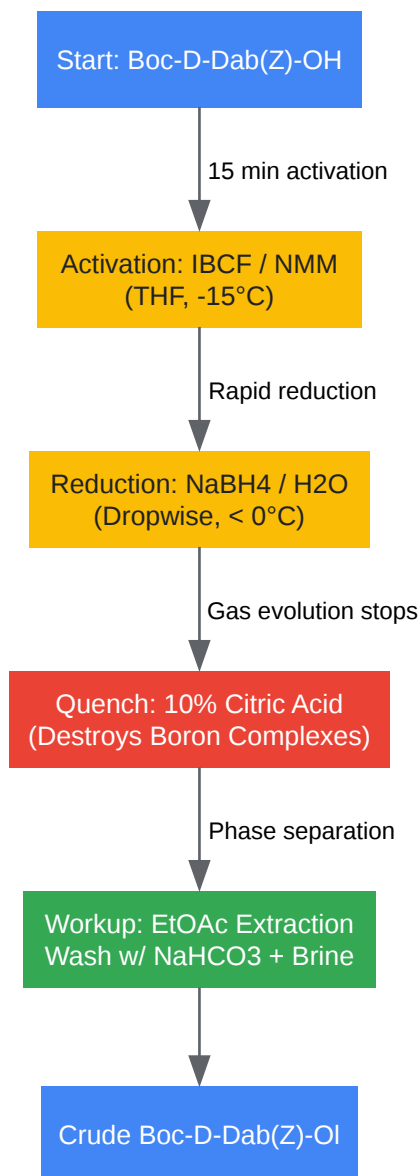 Start: Boc-D-Dab(Z)-OH
15 min activation
Activation: IBCF / NMM
(THF, -15°C)
Rapid reduction
Reduction: NaBH4 / H2O
(Dropwise, < 0°C)
Gas evolution stops
Quench: 10% Citric Acid
(Destroys Boron Complexes)
Phase separation
Workup: EtOAc Extraction
Wash w/ NaHCO3 + Brine
Crude Boc-D-Dab(Z)-Ol